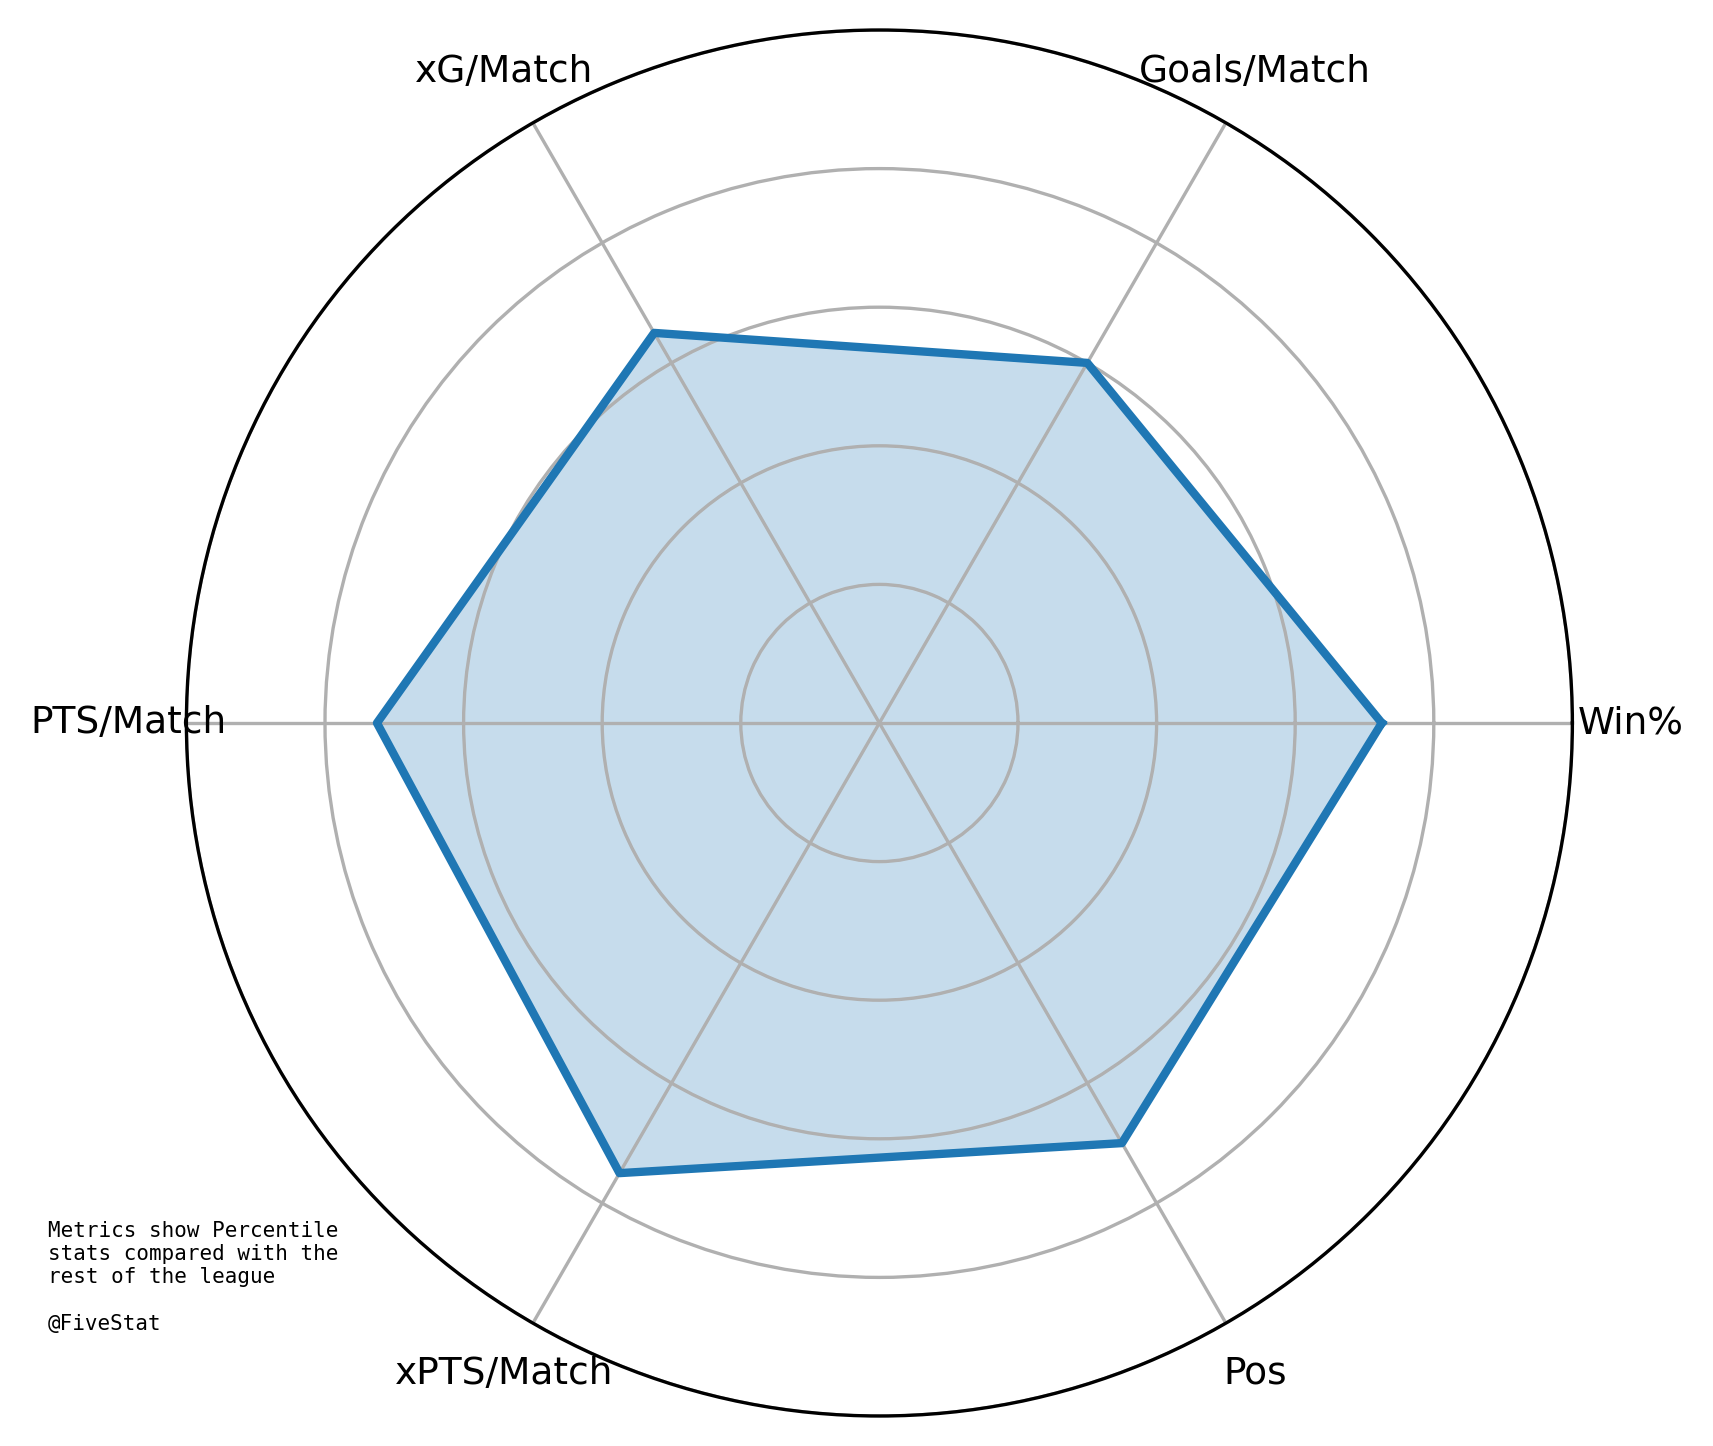 xG/Match
Goals/Match
PTS/Match
Win%
Metrics show Percentile
stats compared with the
rest of the league
@FiveStat
xPTS/Match
Pos